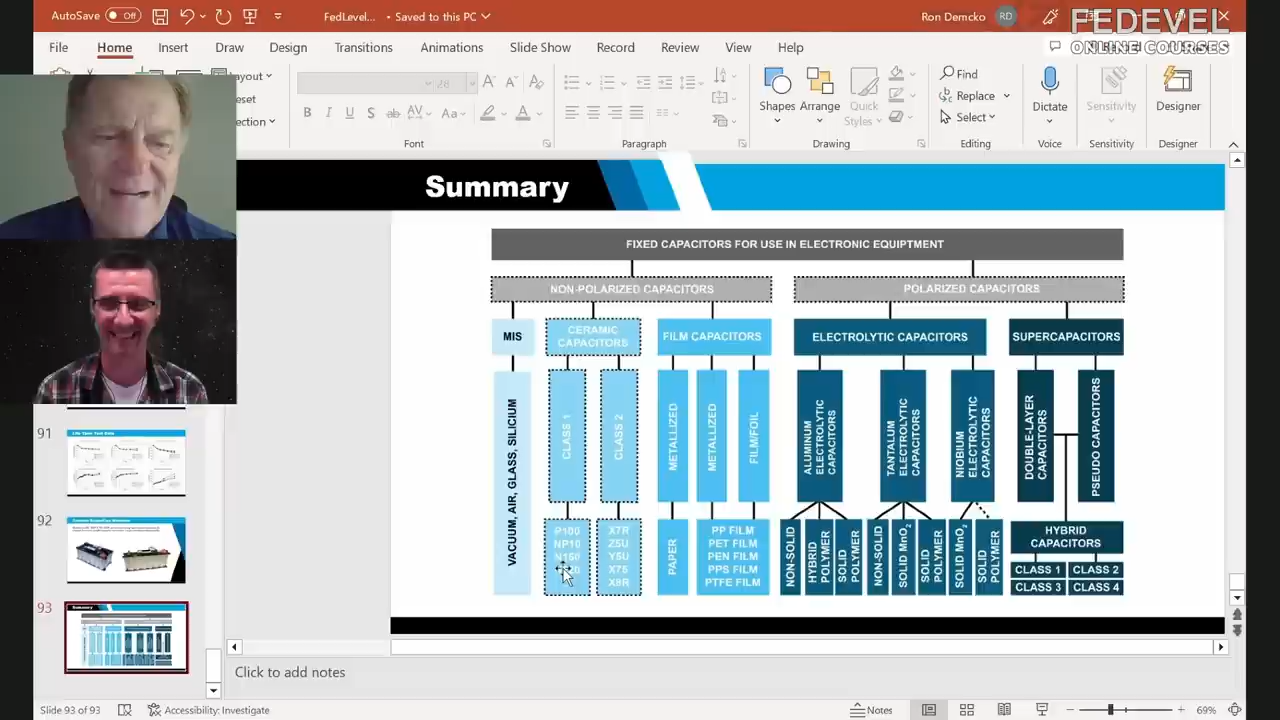 AutoSave Off FedLevel... • Saved to this PC Ron Demcko RD
FEDEVEL
ONLINE COURSES
File Home Insert Draw Design Transitions Animations Slide Show Record Review View Help
28
Shapes Arrange Quick Styles
Find
Replace
Select
Dictate Sensitivity Designer
Font Paragraph Drawing Editing Voice Sensitivity Designer
Summary
FIXED CAPACITORS FOR USE IN ELECTRONIC EQUIPTMENT
NON-POLARIZED CAPACITORS POLARIZED CAPACITORS
MIS
CERAMIC CAPACITORS
FILM CAPACITORS
ELECTROLYTIC CAPACITORS
SUPERCAPACITORS
VACUUM, AIR, GLASS, SILICIUM
CLASS 1
CLASS 2
METALLIZED
METALLIZED
FILM/FOIL
ALUMINUM ELECTROLYTIC CAPACITORS
TANTALUM ELECTROLYTIC CAPACITORS
NIOBIUM ELECTROLYTIC CAPACITORS
DOUBLE-LAYER CAPACITORS
PSEUDO CAPACITORS
P100
NP10
N150
X7R
Z5U
Y5U
X7S
X8R
PAPER
PP FILM
PET FILM
PEN FILM
PPS FILM
PTFE FILM
NON-SOLID
HYBRID POLYMER
SOLID POLYMER
NON-SOLID
SOLID MnO2
SOLID POLYMER
SOLID MnO2
SOLID POLYMER
HYBRID CAPACITORS
CLASS 1 CLASS 2
CLASS 3 CLASS 4
91
92
93
Summary
Click to add notes
Slide 93 of 93 Accessibility: Investigate Notes 69%